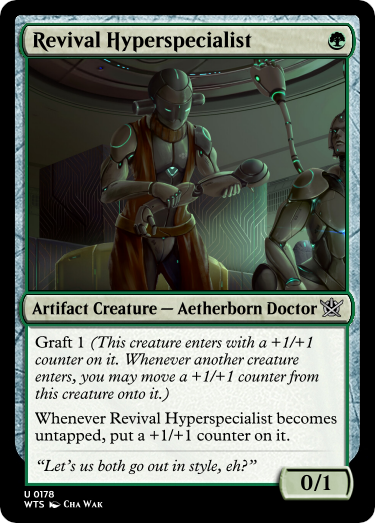 Revival Hyperspecialist
Artifact Creature — Aetherborn Doctor
Graft 1 (This creature enters with a +1/+1
counter on it. Whenever another creature
enters, you may move a +1/+1 counter from
this creature onto it.)
Whenever Revival Hyperspecialist becomes
untapped, put a +1/+1 counter on it.
“Let's us both go out in style, eh?”
0/1
U 0178
WTS Cha Wak